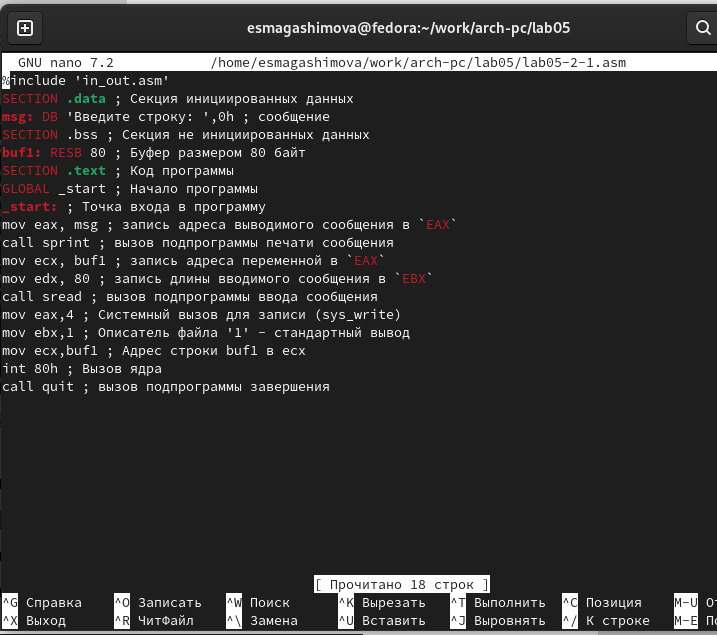 esmagashimova@fedora:~/work/arch-pc/lab05
GNU nano 7.2 /home/esmagashimova/work/arch-pc/lab05/lab05-2-1.asm
%include 'in_out.asm'
SECTION .data ; Секция инициированных данных
msg: DB 'Введите строку: ',0h ; сообщение
SECTION .bss ; Секция не инициированных данных
buf1: RESB 80 ; Буфер размером 80 байт
SECTION .text ; Код программы
GLOBAL _start ; Начало программы
_start: ; Точка входа в программу
mov eax, msg ; запись адреса выводимого сообщения в `EAX`
call sprint ; вызов подпрограммы печати сообщения
mov ecx, buf1 ; запись адреса переменной в `EAX`
mov edx, 80 ; запись длины вводимого сообщения в `EBX`
call sread ; вызов подпрограммы ввода сообщения
mov eax,4 ; Системный вызов для записи (sys_write)
mov ebx,1 ; Описатель файла '1' - стандартный вывод
mov ecx,buf1 ; Адрес строки buf1 в ecx
int 80h ; Вызов ядра
call quit ; вызов подпрограммы завершения
[ Прочитано 18 строк ]
^G Справка ^O Записать ^W Поиск ^K Вырезать ^T Выполнить ^C Позиция M-U
^X Выход ^R ЧитФайл ^\ Замена ^U Вставить ^J Выровнять ^/ К строке M-E